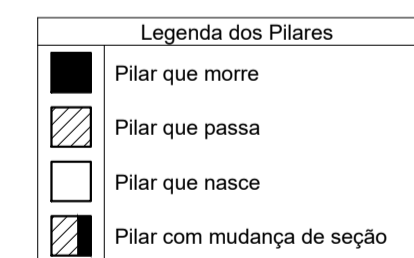 Legenda dos Pilares
Pilar que morre
Pilar que passa
Pilar que nasce
Pilar com mudança de seção